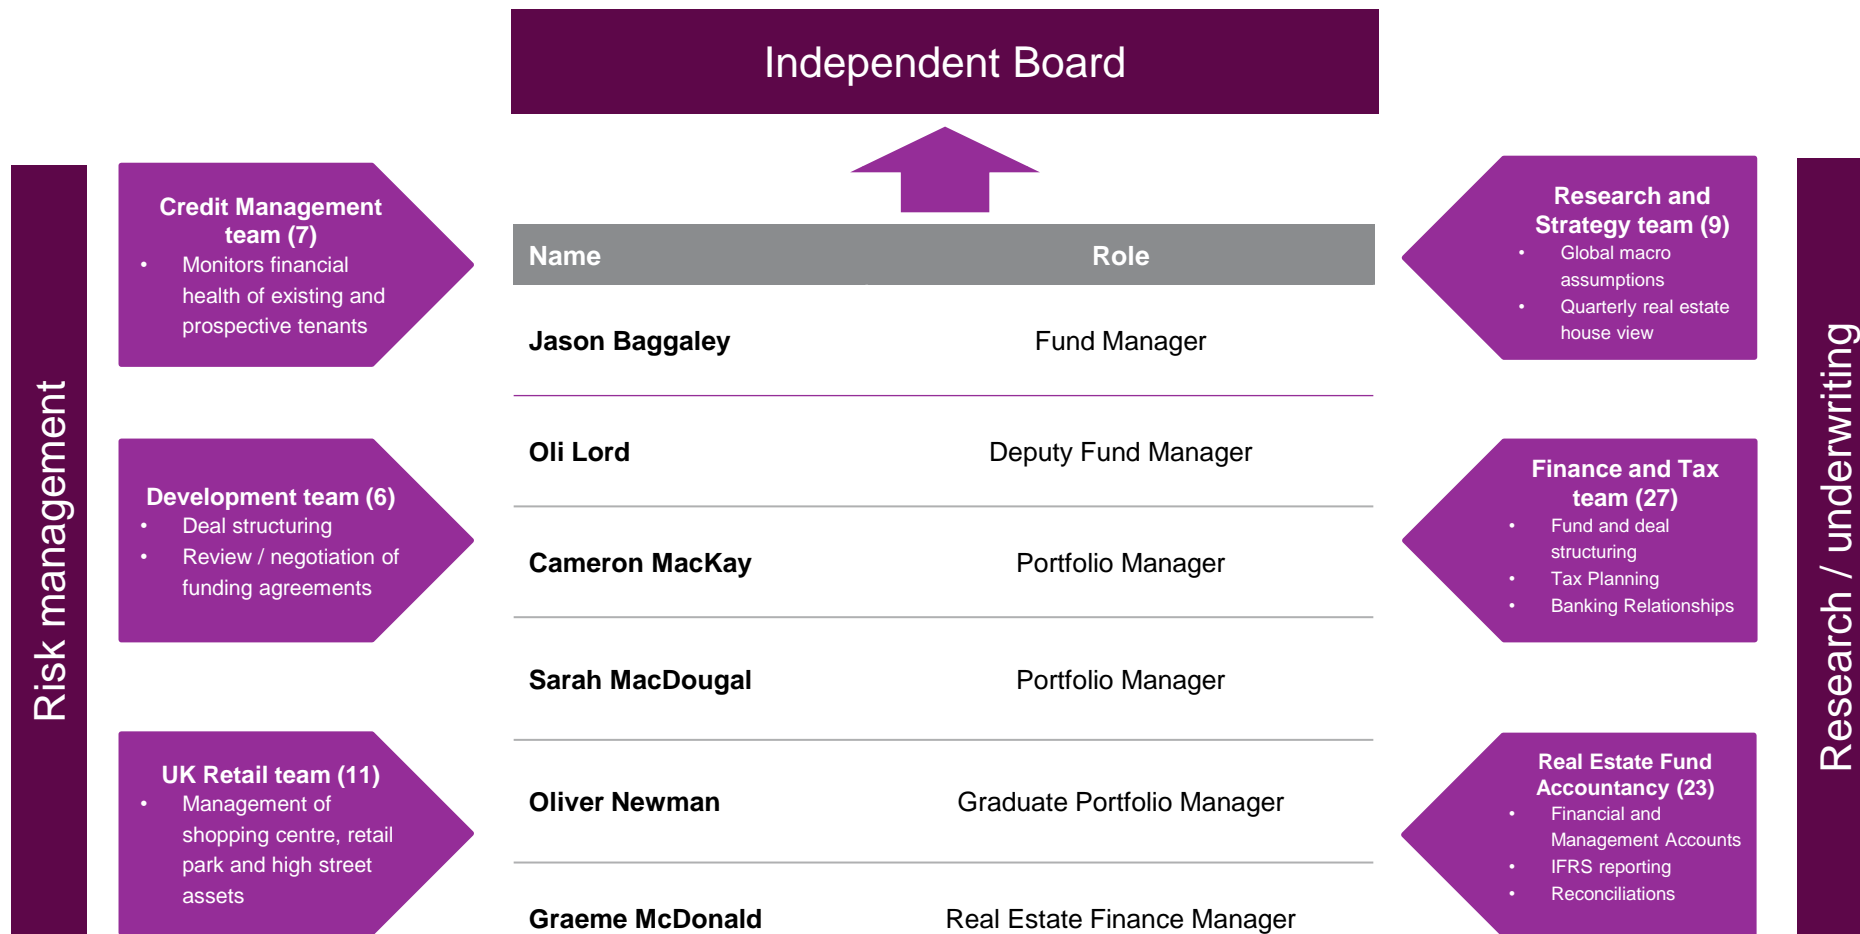 Independent Board
Risk management
Credit Management
team (7)
• Monitors financial
health of existing and
prospective tenants
Development team (6)
• Deal structuring
• Review / negotiation of
funding agreements
UK Retail team (11)
• Management of
shopping centre, retail
park and high street
assets
Name Role
Jason Baggaley Fund Manager
Oli Lord Deputy Fund Manager
Cameron MacKay Portfolio Manager
Sarah MacDougal Portfolio Manager
Oliver Newman Graduate Portfolio Manager
Graeme McDonald Real Estate Finance Manager
Research and
Strategy team (9)
• Global macro
assumptions
• Quarterly real estate
house view
Finance and Tax
team (27)
• Fund and deal
structuring
• Tax Planning
• Banking Relationships
Real Estate Fund
Accountancy (23)
• Financial and
Management Accounts
• IFRS reporting
• Reconciliations
Research / underwriting